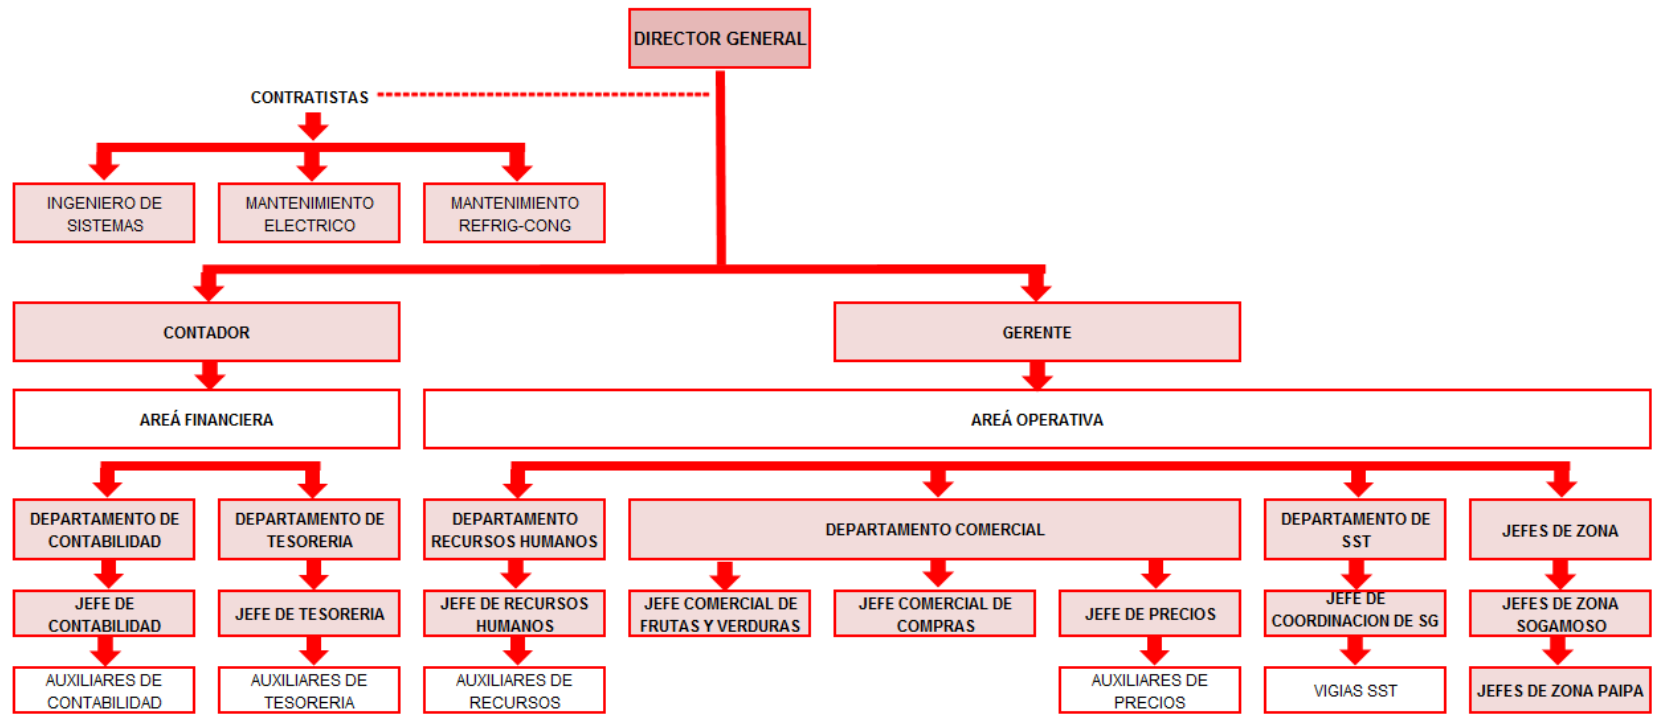 DIRECTOR GENERAL
CONTRATISTAS
INGENIERO DE
SISTEMAS
MANTENIMIENTO
ELECTRICO
MANTENIMIENTO
REFRIG-CONG
CONTADOR
GERENTE
AREÁ FINANCIERA
AREÁ OPERATIVA
DEPARTAMENTO DE
CONTABILIDAD
DEPARTAMENTO DE
TESORERIA
DEPARTAMENTO
RECURSOS HUMANOS
DEPARTAMENTO COMERCIAL
DEPARTAMENTO DE
SST
JEFES DE ZONA
JEFE DE
CONTABILIDAD
JEFE DE TESORERIA
JEFE DE RECURSOS
HUMANOS
JEFE COMERCIAL DE
FRUTAS Y VERDURAS
JEFE COMERCIAL DE
COMPRAS
JEFE DE PRECIOS
JEFE DE
COORDINACION DE SG
JEFES DE ZONA
SOGAMOSO
AUXILIARES DE
CONTABILIDAD
AUXILIARES DE
TESORERIA
AUXILIARES DE
RECURSOS
AUXILIARES DE
PRECIOS
VIGIAS SST
JEFES DE ZONA PAIPA